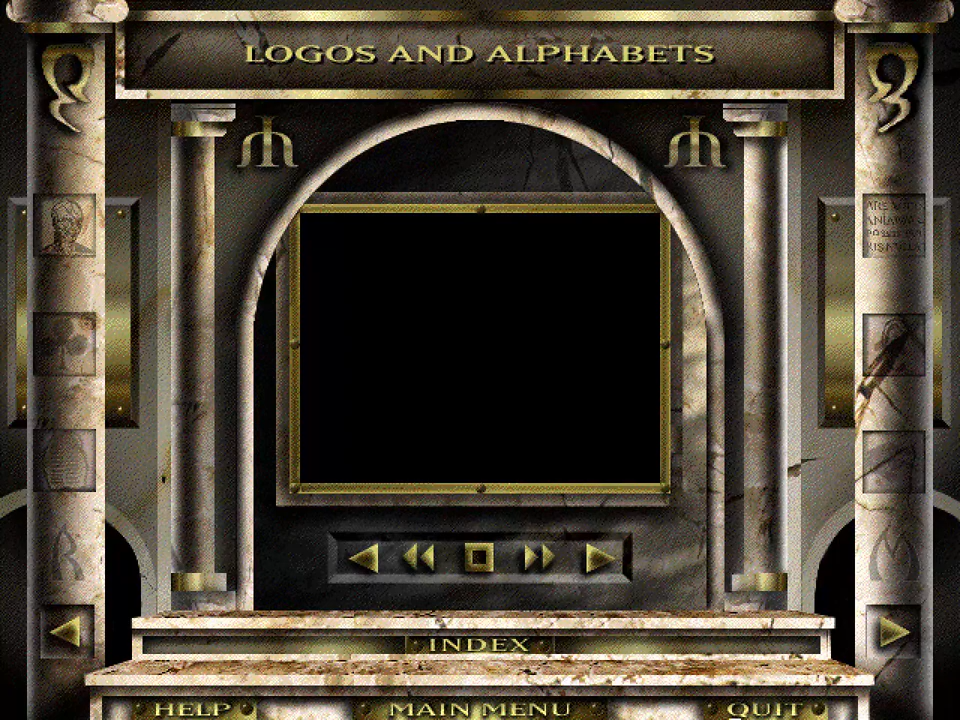 LOGOS AND ALPHABETS
R
M
INDEX
HELP
MAIN MENU
QUIT